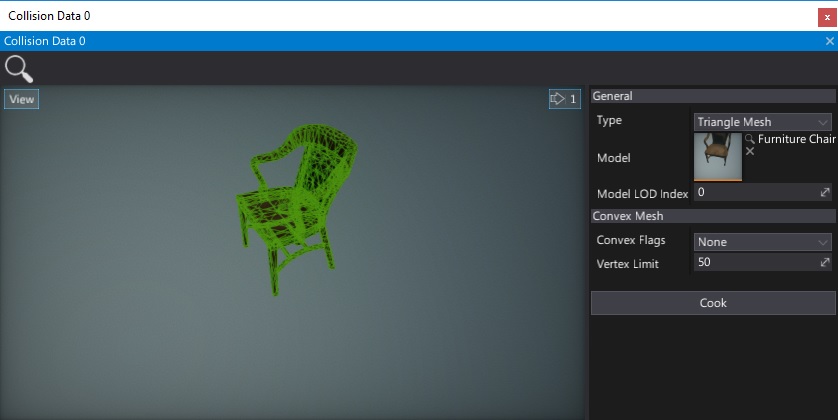 Collision Data 0
x
Collision Data 0
View
1
General
Type
Triangle Mesh
Model
Furniture Chair
Model LOD Index
0
Convex Mesh
Convex Flags
None
Vertex Limit
50
Cook